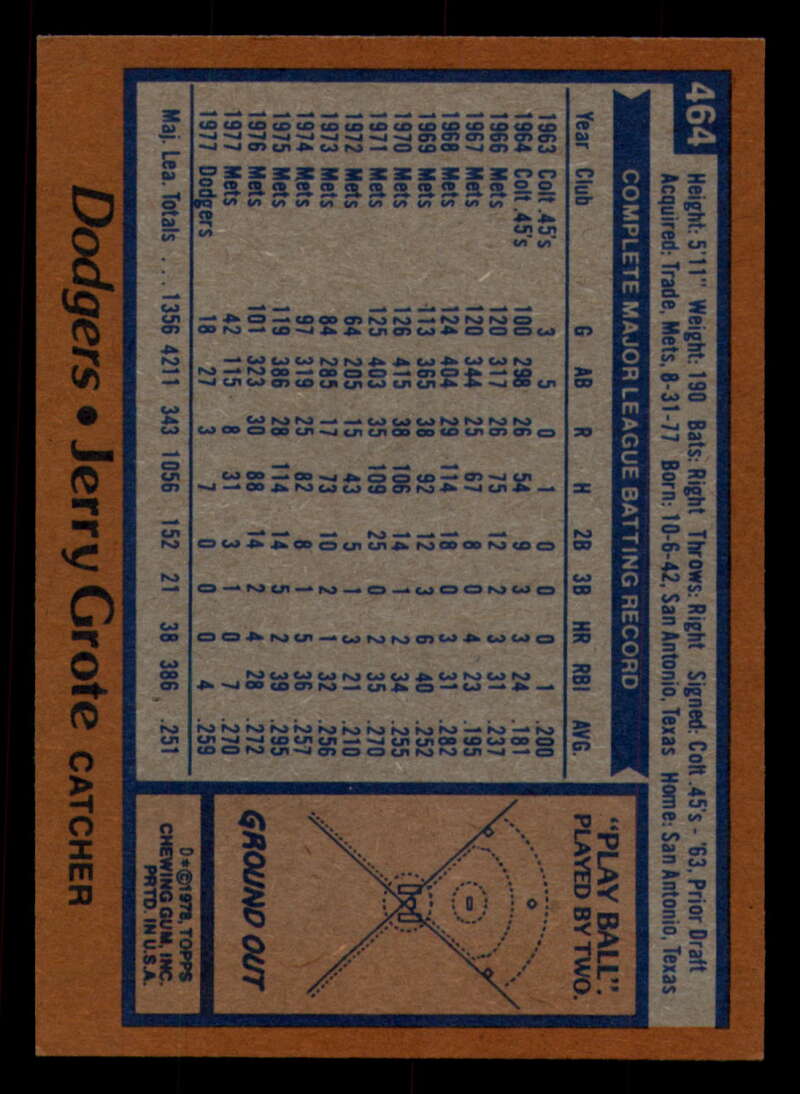 464
Height: 5'11" Weight: 190 Bats: Right Throws: Right Signed: Colt .45's - '63, Prior Draft
Acquired: Trade, Mets, 8-31-77 Born: 10-6-42, San Antonio, Texas Home: San Antonio, Texas
COMPLETE MAJOR LEAGUE BATTING RECORD
Year Club G AB R H 2B 3B HR RBI AVG.
1963 Colt .45's 3 5 0 1 0 0 0 1 .200
1964 Colt .45's 100 298 26 54 9 3 3 24 .181
1966 Mets 120 317 26 75 12 2 3 31 .237
1967 Mets 120 344 25 67 8 0 4 23 .195
1968 Mets 124 404 29 114 18 0 3 31 .282
1969 Mets 113 365 38 92 12 3 6 40 .252
1970 Mets 126 415 38 106 14 1 2 34 .255
1971 Mets 125 403 35 109 25 0 2 35 .270
1972 Mets 64 205 15 43 5 1 3 21 .210
1973 Mets 84 285 17 73 10 2 1 32 .256
1974 Mets 97 319 25 82 8 1 5 36 .257
1975 Mets 119 386 28 114 14 5 2 39 .295
1976 Mets 101 323 30 88 14 2 4 28 .272
1977 Mets 42 115 8 31 3 1 0 7 .270
1977 Dodgers 18 27 3 7 0 0 0 4 .259
Maj. Lea. Totals . . . 1356 4211 343 1056 152 21 38 386 .251
"PLAY BALL".
PLAYED BY TWO.
GROUND OUT
D*©1978, TOPPS
CHEWING GUM, INC.
PRTD. IN U.S.A.
Dodgers • Jerry Grote CATCHER